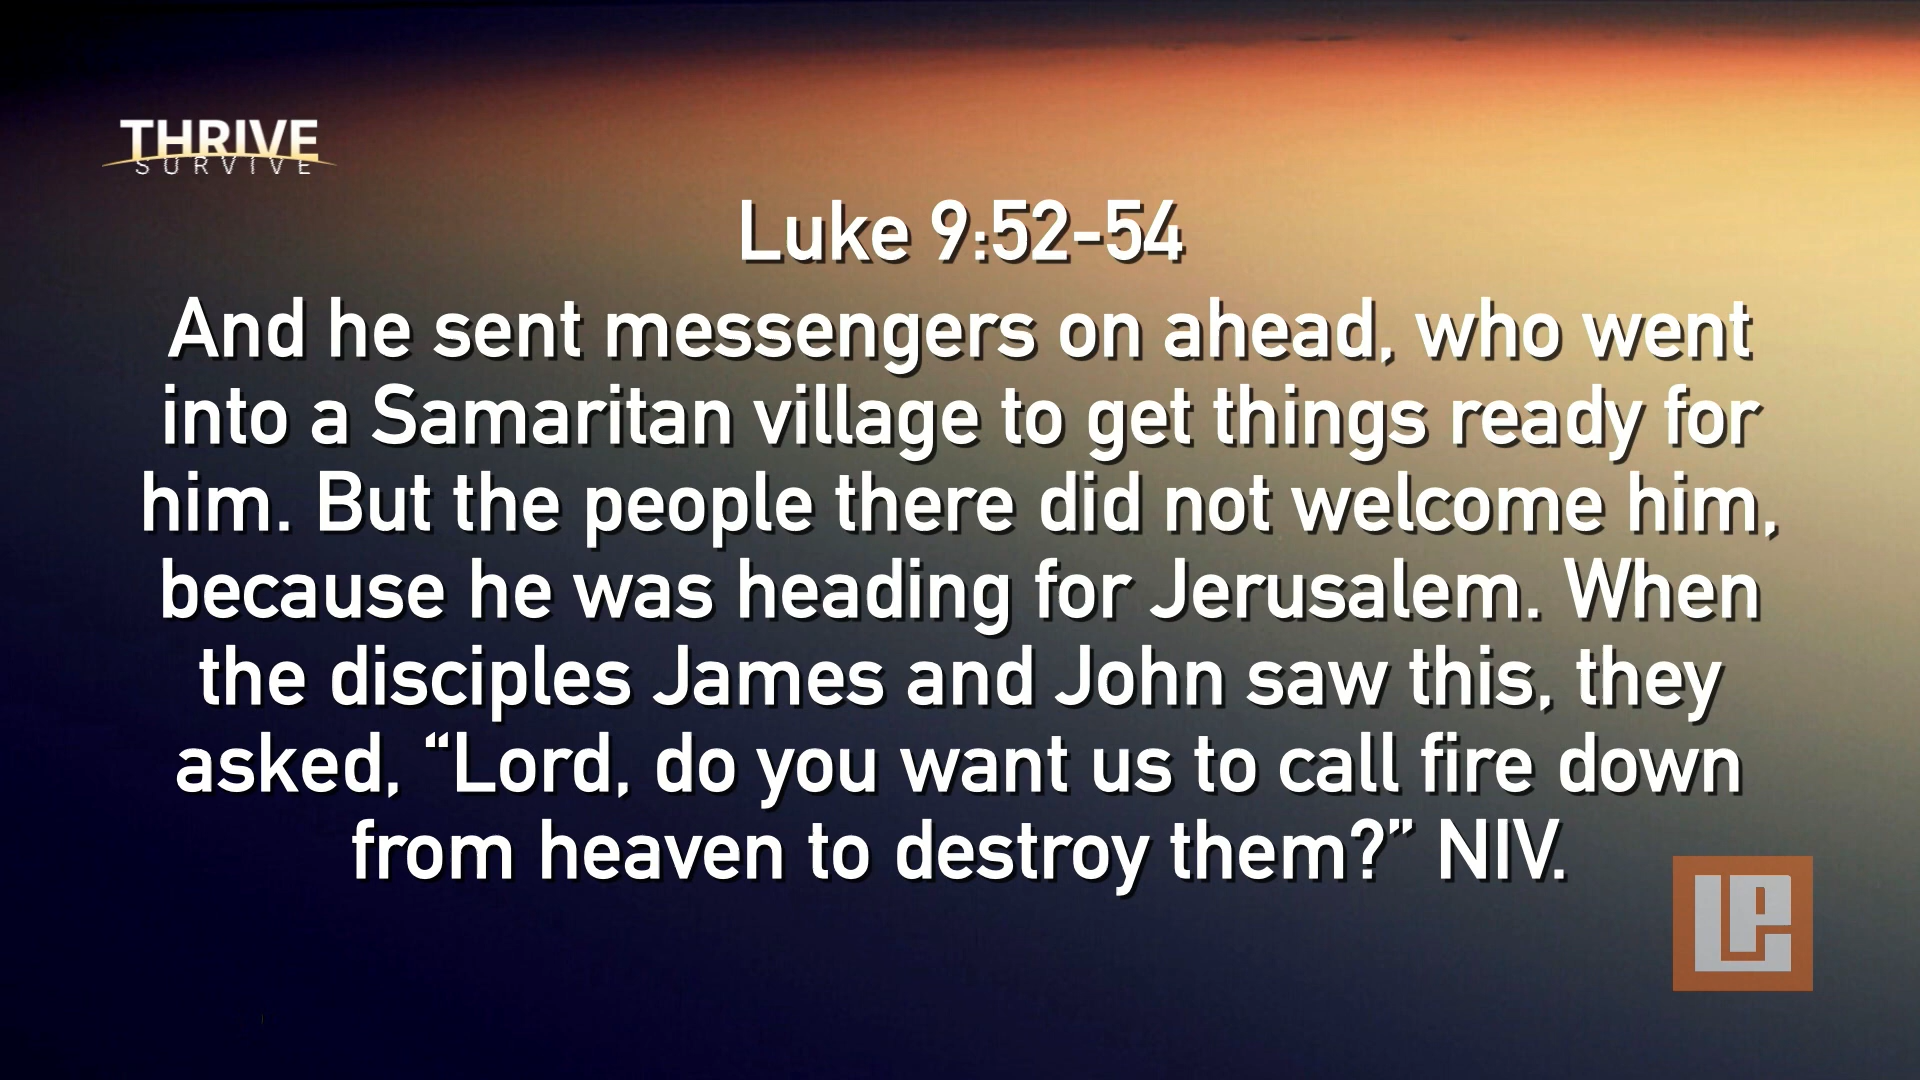 THRIVE
SURVIVE
Luke 9:52-54
And he sent messengers on ahead, who went
into a Samaritan village to get things ready for
him. But the people there did not welcome him,
because he was heading for Jerusalem. When
the disciples James and John saw this, they
asked, “Lord, do you want us to call fire down
from heaven to destroy them?” NIV.
LP